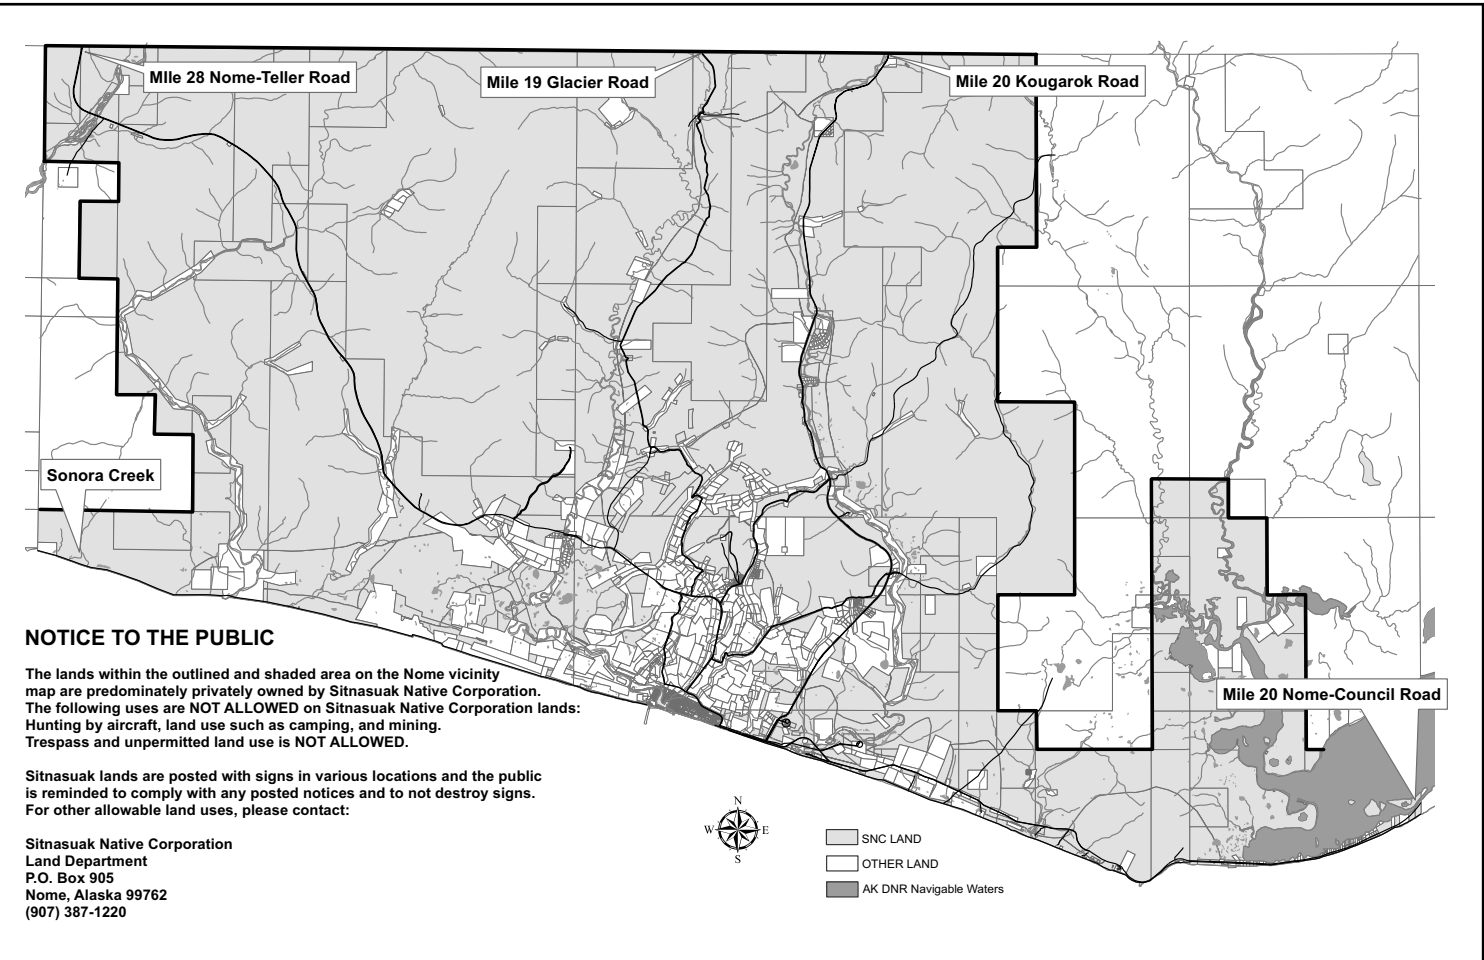 MIle 28 Nome-Teller Road
Mile 19 Glacier Road
Mile 20 Kougarok Road
Sonora Creek
Mile 20 Nome-Council Road
NOTICE TO THE PUBLIC
The lands within the outlined and shaded area on the Nome vicinity
map are predominately privately owned by Sitnasuak Native Corporation.
The following uses are NOT ALLOWED on Sitnasuak Native Corporation lands:
Hunting by aircraft, land use such as camping, and mining.
Trespass and unpermitted land use is NOT ALLOWED.
Sitnasuak lands are posted with signs in various locations and the public
is reminded to comply with any posted notices and to not destroy signs.
For other allowable land uses, please contact:
Sitnasuak Native Corporation
Land Department
P.O. Box 905
Nome, Alaska 99762
(907) 387-1220
N
W E
S
SNC LAND
OTHER LAND
AK DNR Navigable Waters